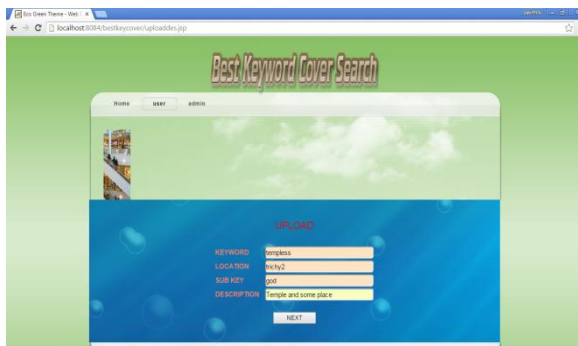 Eco Green Theme - Web
localhost:8084/bestkeycover/uploaddes.jsp
Best Keyword Cover Search
Home user admin
UPLOAD
KEYWORD templess
LOCATION trichy2
SUB KEY god
DESCRIPTION Temple and some place
NEXT